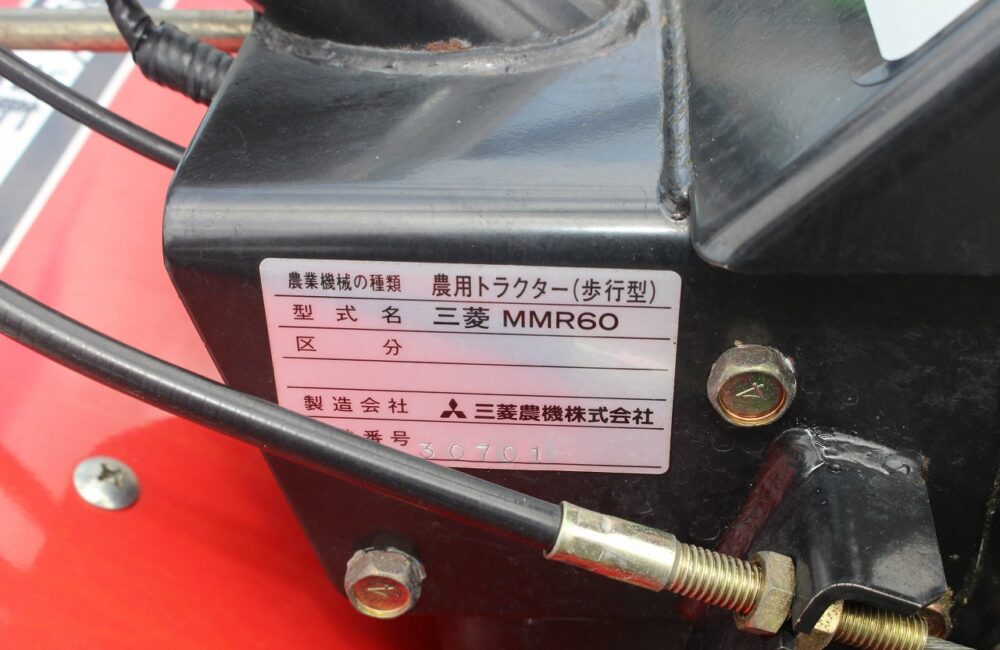 農業機械の種類 農用トラクター(歩行型)
型式名 三菱 MMR60
区分
製造会社 三菱農機株式会社
番号 30701